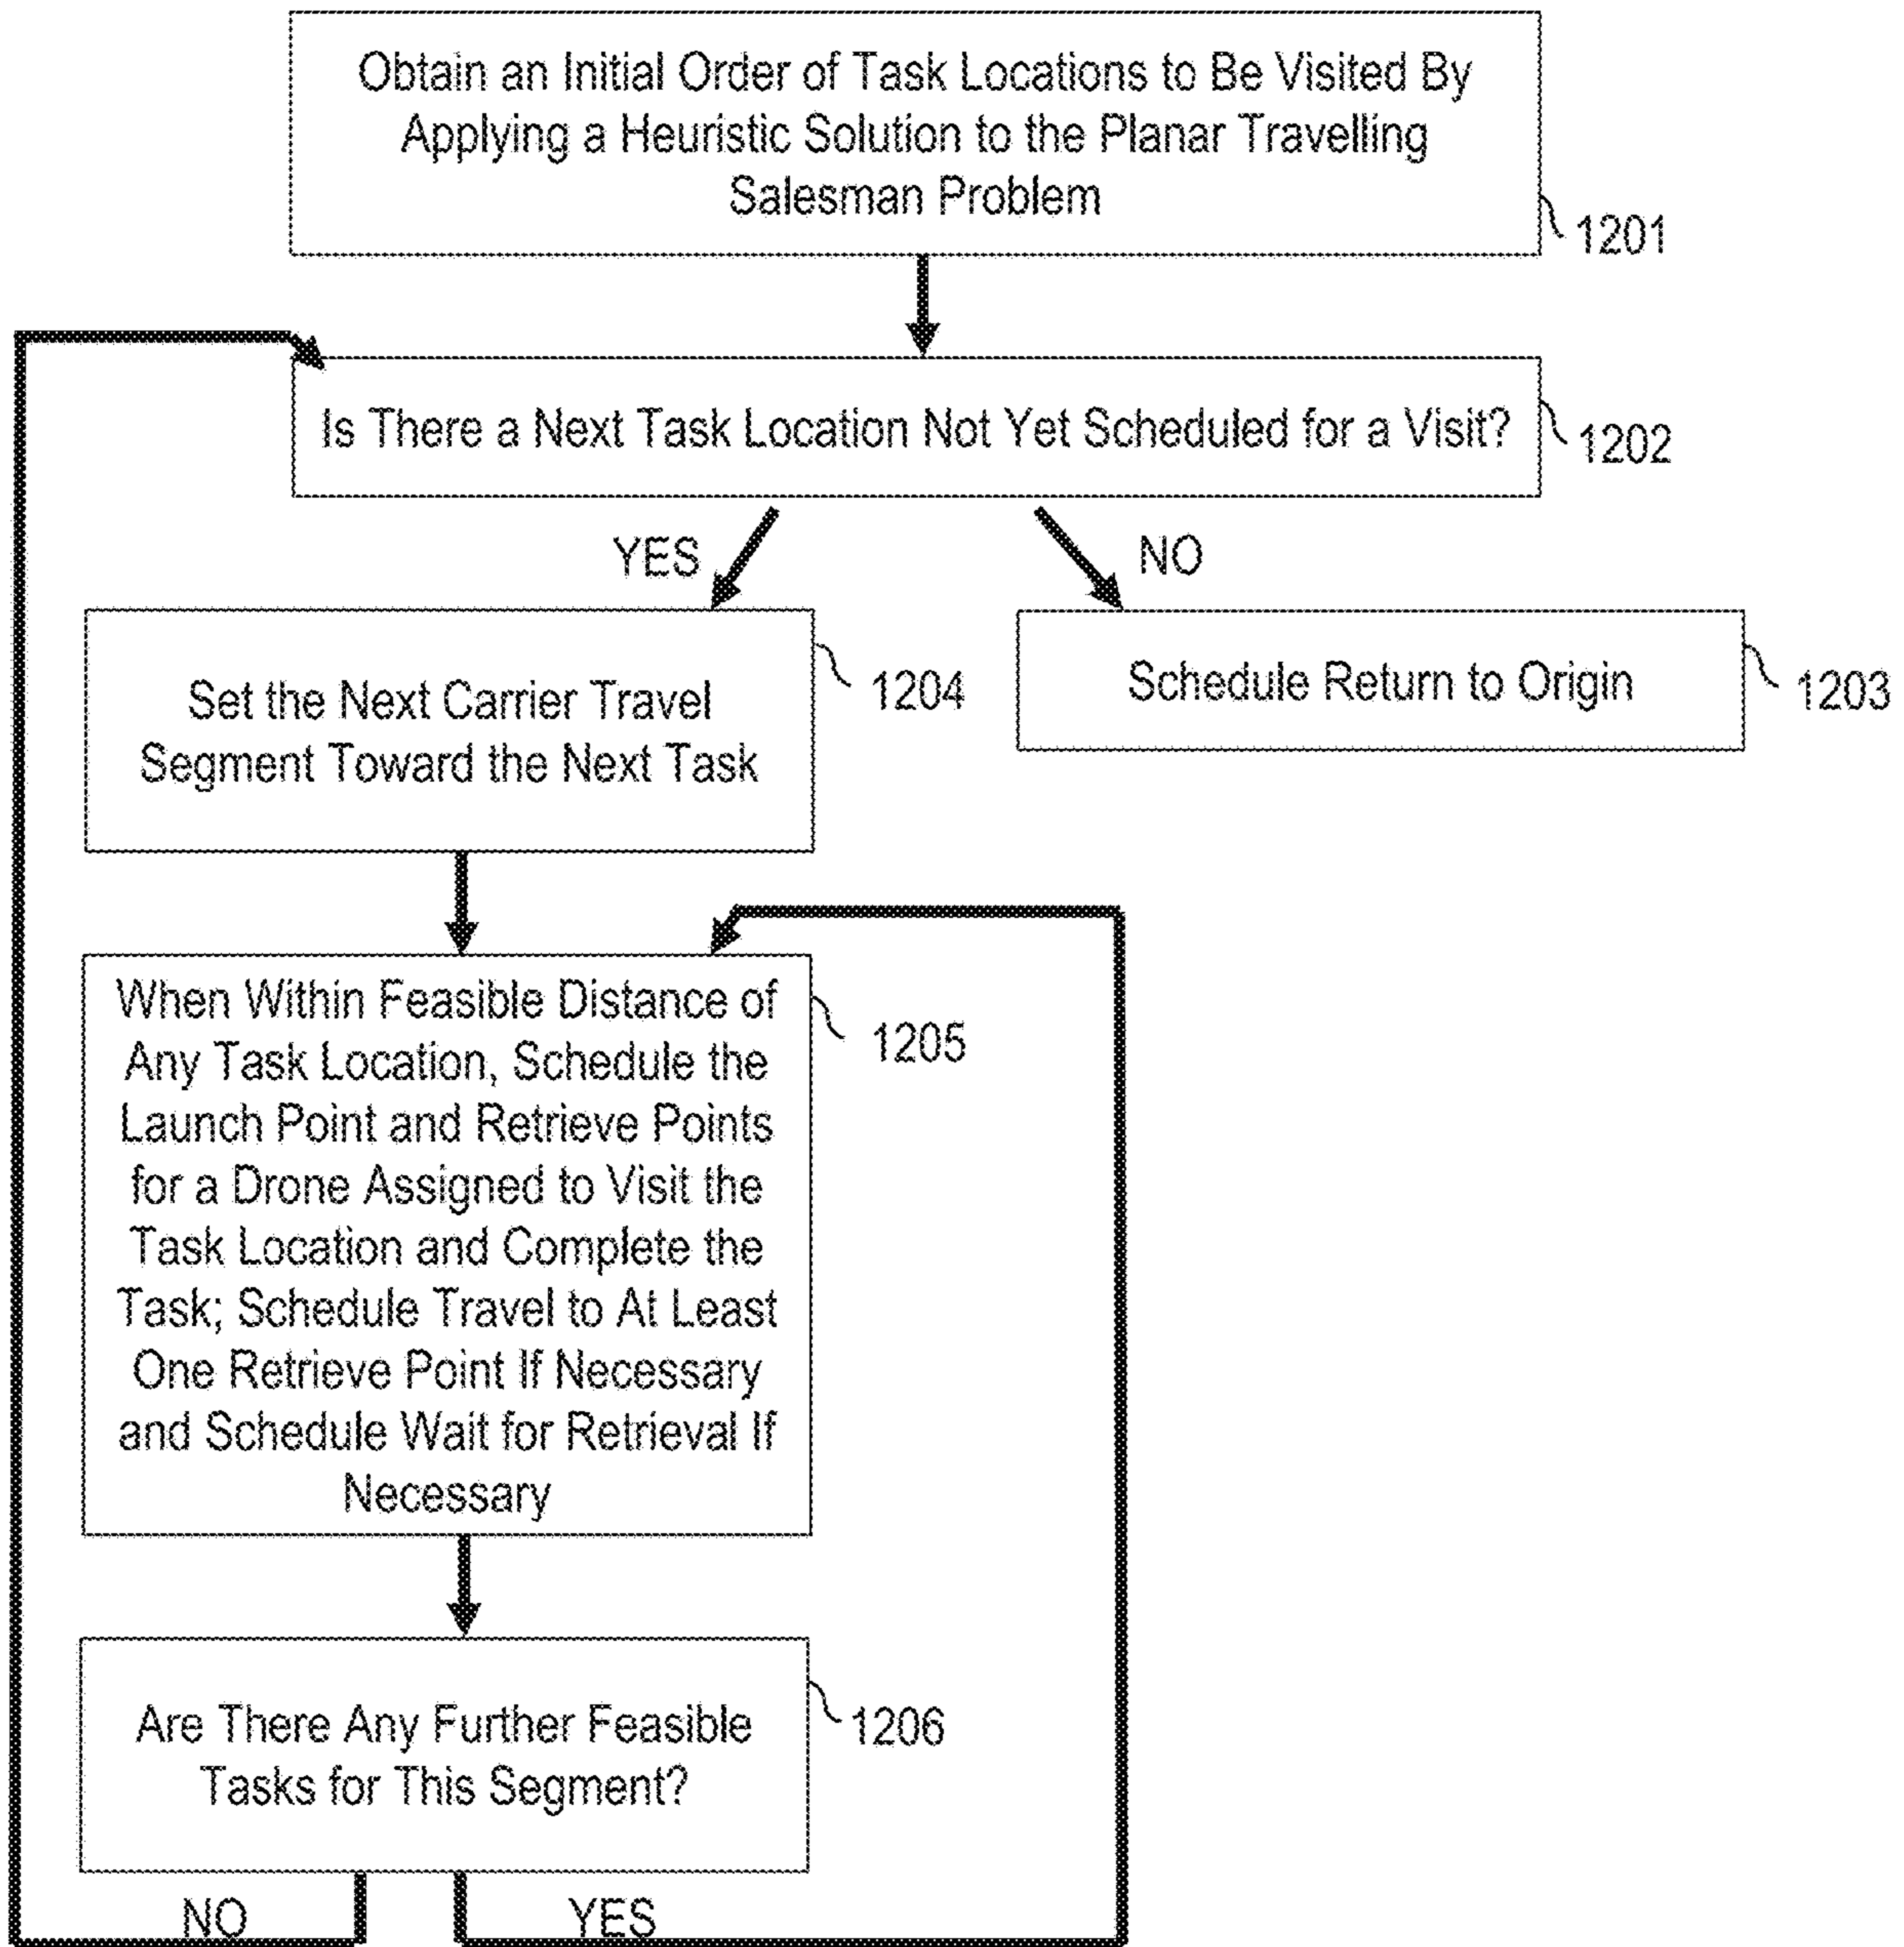 Obtain an Initial Order of Task Locations to Be Visited By
Applying a Heuristic Solution to the Planar Travelling
Salesman Problem
1201
Is There a Next Task Location Not Yet Scheduled for a Visit?
1202
YES
NO
Set the Next Carrier Travel
Segment Toward the Next Task
1204
Schedule Return to Origin
1203
When Within Feasible Distance of
Any Task Location, Schedule the
Launch Point and Retrieve Points
for a Drone Assigned to Visit the
Task Location and Complete the
Task; Schedule Travel to At Least
One Retrieve Point If Necessary
and Schedule Wait for Retrieval If
Necessary
1205
Are There Any Further Feasible
Tasks for This Segment?
1206
NO
YES